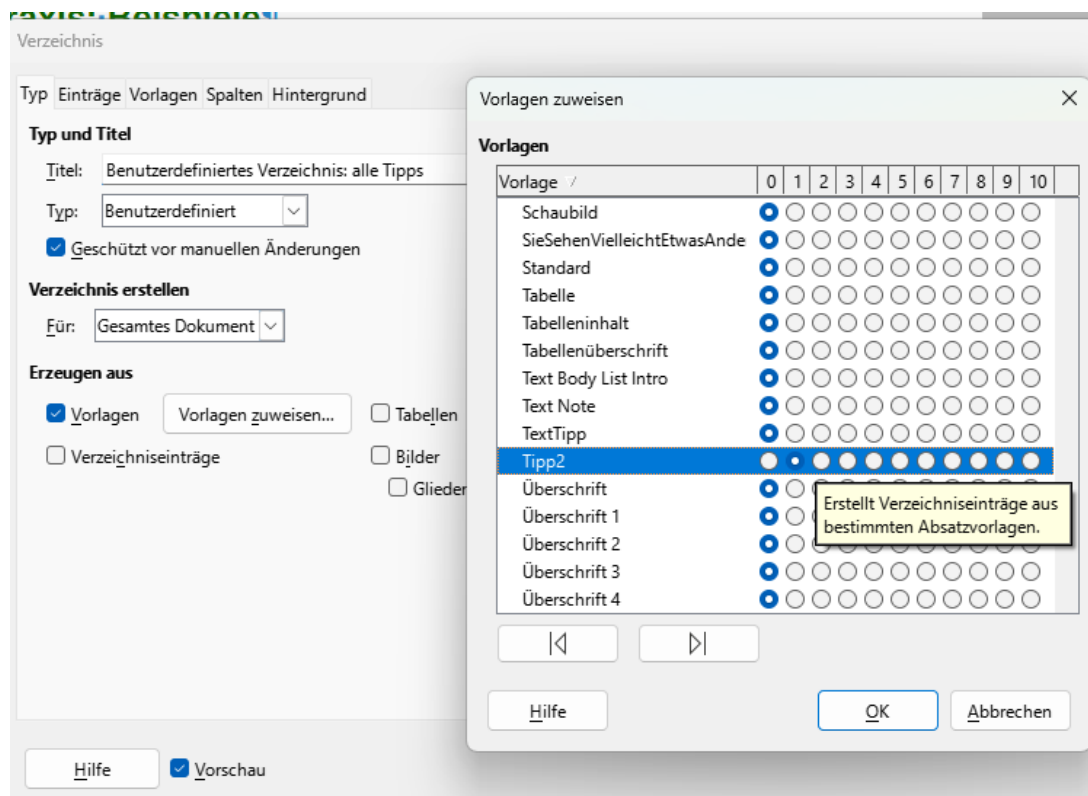 raxis: Beispiele¶
Verzeichnis
Typ Einträge Vorlagen Spalten Hintergrund
Typ und Titel
Titel: Benutzerdefiniertes Verzeichnis: alle Tipps
Typ: Benutzerdefiniert
Geschützt vor manuellen Änderungen
Verzeichnis erstellen
Für: Gesamtes Dokument
Erzeugen aus
Vorlagen Vorlagen zuweisen... Tabellen
Verzeichniseinträge Bilder
Glieder
Hilfe Vorschau
Vorlagen zuweisen
Vorlagen
Vorlage 0 1 2 3 4 5 6 7 8 9 10
Schaubild
SieSehenVielleichtEtwasAnde
Standard
Tabelle
Tabelleninhalt
Tabellenüberschrift
Text Body List Intro
Text Note
TextTipp
Tipp2
Überschrift
Überschrift 1
Überschrift 2
Überschrift 3
Überschrift 4
Erstellt Verzeichniseinträge aus
bestimmten Absatzvorlagen.
Hilfe OK Abbrechen